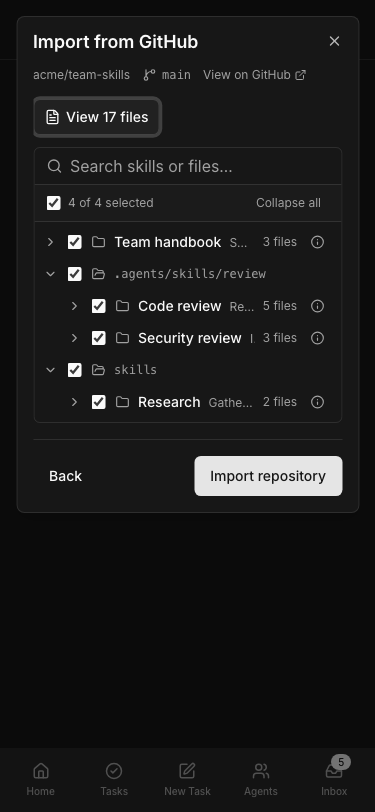 Import from GitHub
acme/team-skills main View on GitHub
View 17 files
Search skills or files...
4 of 4 selected Collapse all
Team handbook S... 3 files
.agents/skills/review
Code review Re... 5 files
Security review 3 files
skills
Research Gathe... 2 files
Back Import repository
5
Home Tasks New Task Agents Inbox